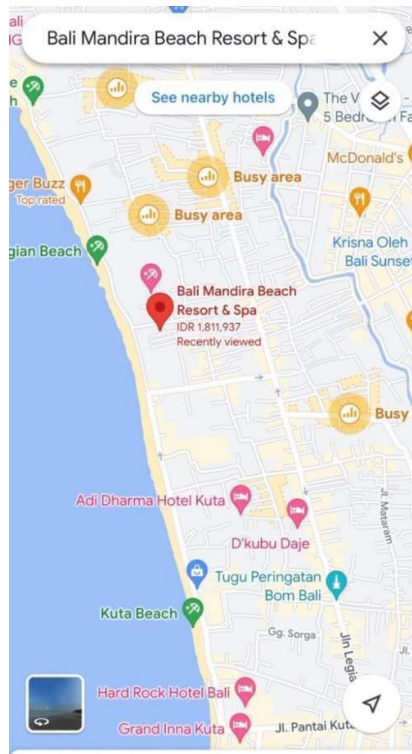 Bali Mandira Beach Resort & Spa
See nearby hotels
The V
5 Bedr
McDonald's
ger Buzz
Top rated
Busy area
Busy area
Krisna Oleh
Bali Sunset
gian Beach
Bali Mandira Beach
Resort & Spa
IDR 1,811,937
Recently viewed
Busy
Jl. Mataram
Adi Dharma Hotel Kuta
D'kubu Daje
Tugu Peringatan
Bom Bali
Kuta Beach
Gg. Sorga
Jln Legia
Hard Rock Hotel Bali
Grand Inna Kuta
Jl. Pantai Kuta